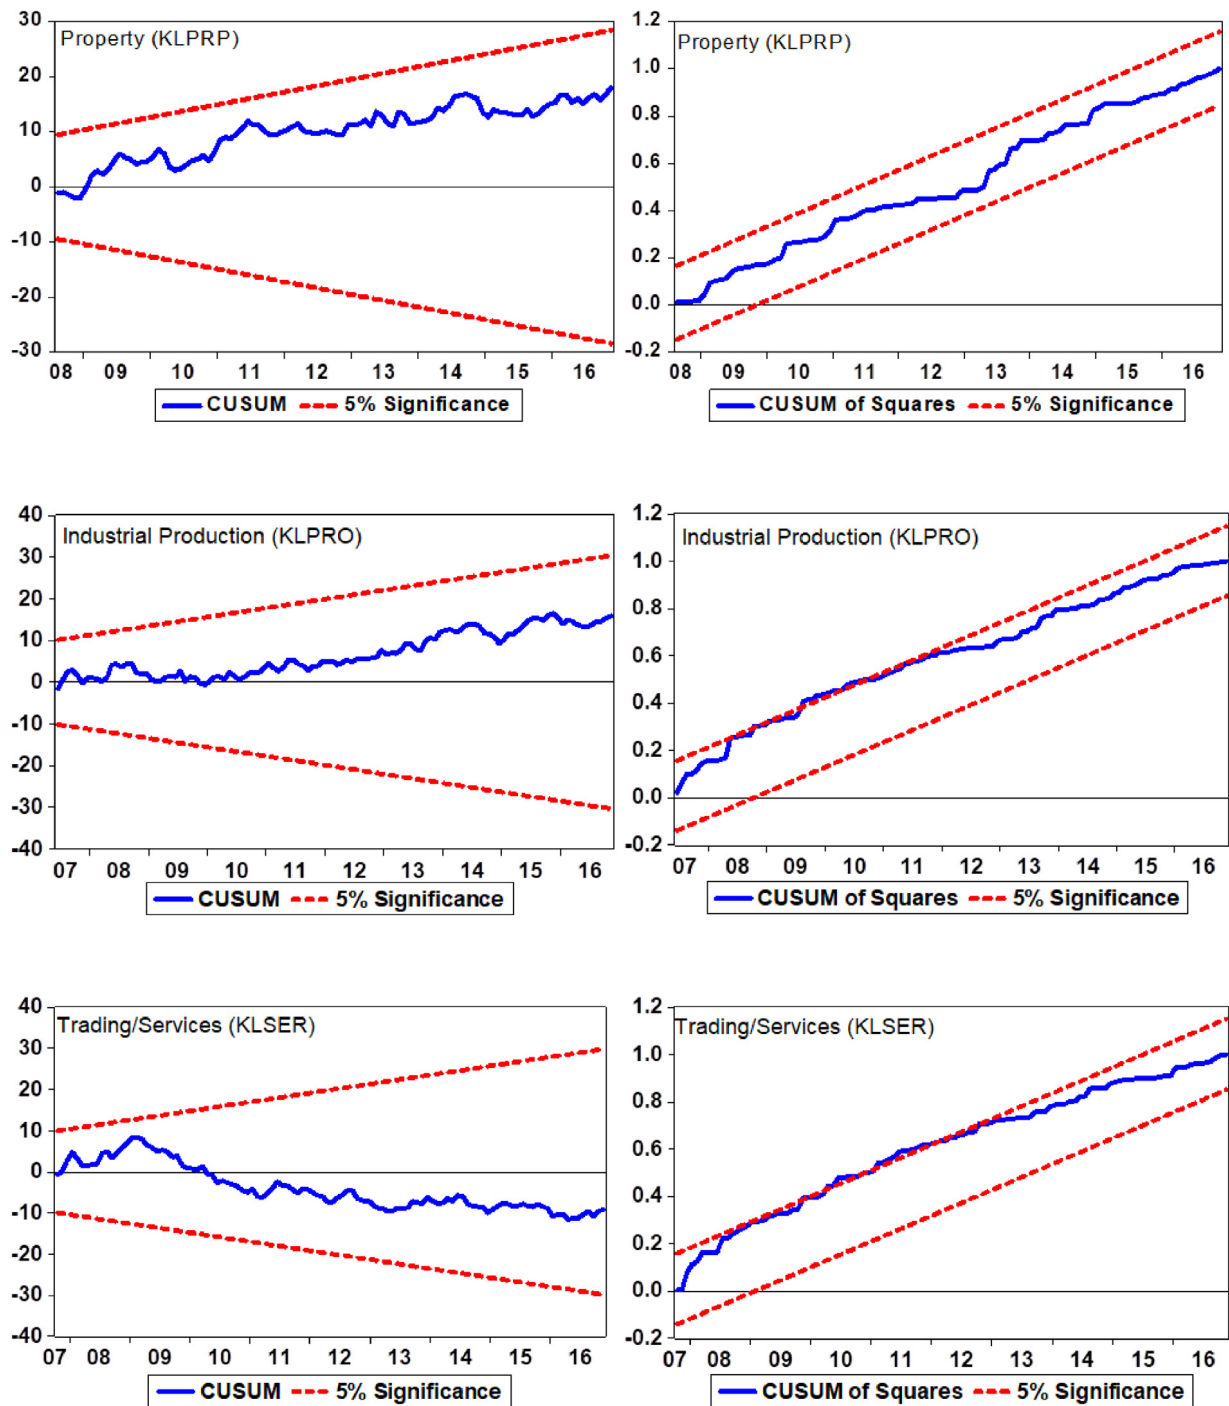 Property (KLPRP)
30
20
10
0
-10
-20
-30
08 09 10 11 12 13 14 15 16
CUSUM 5% Significance
Property (KLPRP)
1.2
1.0
0.8
0.6
0.4
0.2
0.0
-0.2
08 09 10 11 12 13 14 15 16
CUSUM of Squares 5% Significance
Industrial Production (KLPRO)
40
30
20
10
0
-10
-20
-30
-40
07 08 09 10 11 12 13 14 15 16
CUSUM 5% Significance
Industrial Production (KLPRO)
1.2
1.0
0.8
0.6
0.4
0.2
0.0
-0.2
07 08 09 10 11 12 13 14 15 16
CUSUM of Squares 5% Significance
Trading/Services (KLSER)
40
30
20
10
0
-10
-20
-30
-40
07 08 09 10 11 12 13 14 15 16
CUSUM 5% Significance
Trading/Services (KLSER)
1.2
1.0
0.8
0.6
0.4
0.2
0.0
-0.2
07 08 09 10 11 12 13 14 15 16
CUSUM of Squares 5% Significance